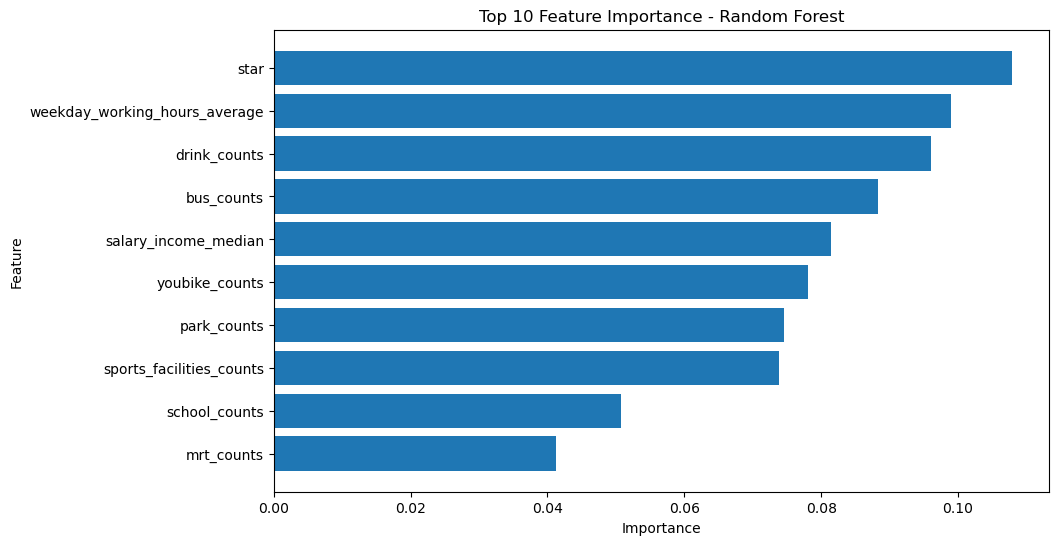 Top 10 Feature Importance - Random Forest
star
weekday_working_hours_average
drink_counts
bus_counts
salary_income_median
youbike_counts
park_counts
sports_facilities_counts
school_counts
mrt_counts
Feature
0.00 0.02 0.04 0.06 0.08 0.10
Importance